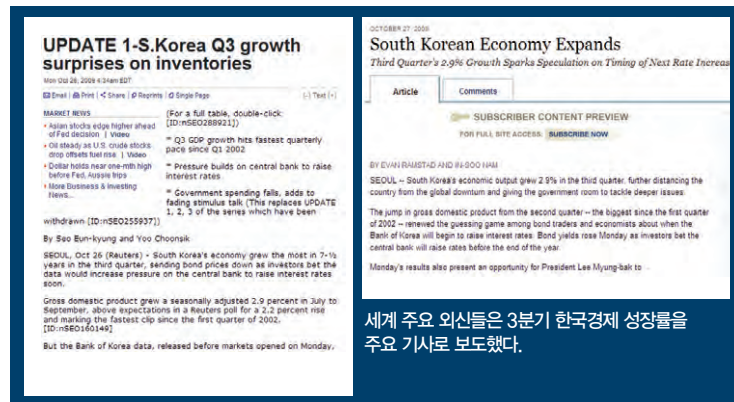 UPDATE 1-S.Korea Q3 growth
surprises on inventories
Mon Oct 26, 2009 4:34am EDT
Email | Print | Share | Reprints | Single Page
[-] Text [+]
MARKET NEWS
Asian stocks edge higher ahead
of Fed decision | Video
Oil steady as U.S. crude stocks
drop offsets fuel rise | Video
Dollar holds near one-mth high
before Fed, Aussie trips
More Business & Investing
News...
(For a full table, double-click
[ID:nSEO288921])
* Q3 GDP growth hits fastest quarterly
pace since Q1 2002
* Pressure builds on central bank to raise
interest rates
* Government spending falls, adds to
fading stimulus talk (This replaces UPDATE
1, 2, 3 of the series which have been
withdrawn [ID:nSEO255937])
By Seo Eun-kyung and Yoo Choonsik
SEOUL, Oct 26 (Reuters) - South Korea's economy grew the most in 7-½
years in the third quarter, sending bond prices down as investors bet the
data would increase pressure on the central bank to raise interest rates
soon.
Gross domestic product grew a seasonally adjusted 2.9 percent in July to
September, above expectations in a Reuters poll for a 2.2 percent rise
and marking the fastest clip since the first quarter of 2002.
[ID:nSEO160149]
But the Bank of Korea data, released before markets opened on Monday,
OCTOBER 27, 2009
South Korean Economy Expands
Third Quarter's 2.9% Growth Sparks Speculation on Timing of Next Rate Increas
Article
Comments
SUBSCRIBER CONTENT PREVIEW
FOR FULL SITE ACCESS: SUBSCRIBE NOW
BY EVAN RAMSTAD AND IN-SOO NAM
SEOUL -- South Korea's economic output grew 2.9% in the third quarter, further distancing the
country from the global downturn and giving the government room to tackle deeper issues.
The jump in gross domestic product from the second quarter -- the biggest since the first quarter
of 2002 -- renewed the guessing game among bond traders and economists about when the
Bank of Korea will begin to raise interest rates. Bond yields rose Monday as investors bet the
central bank will raise rates before the end of the year.
Monday's results also present an opportunity for President Lee Myung-bak to
세계 주요 외신들은 3분기 한국경제 성장률을
주요 기사로 보도했다.